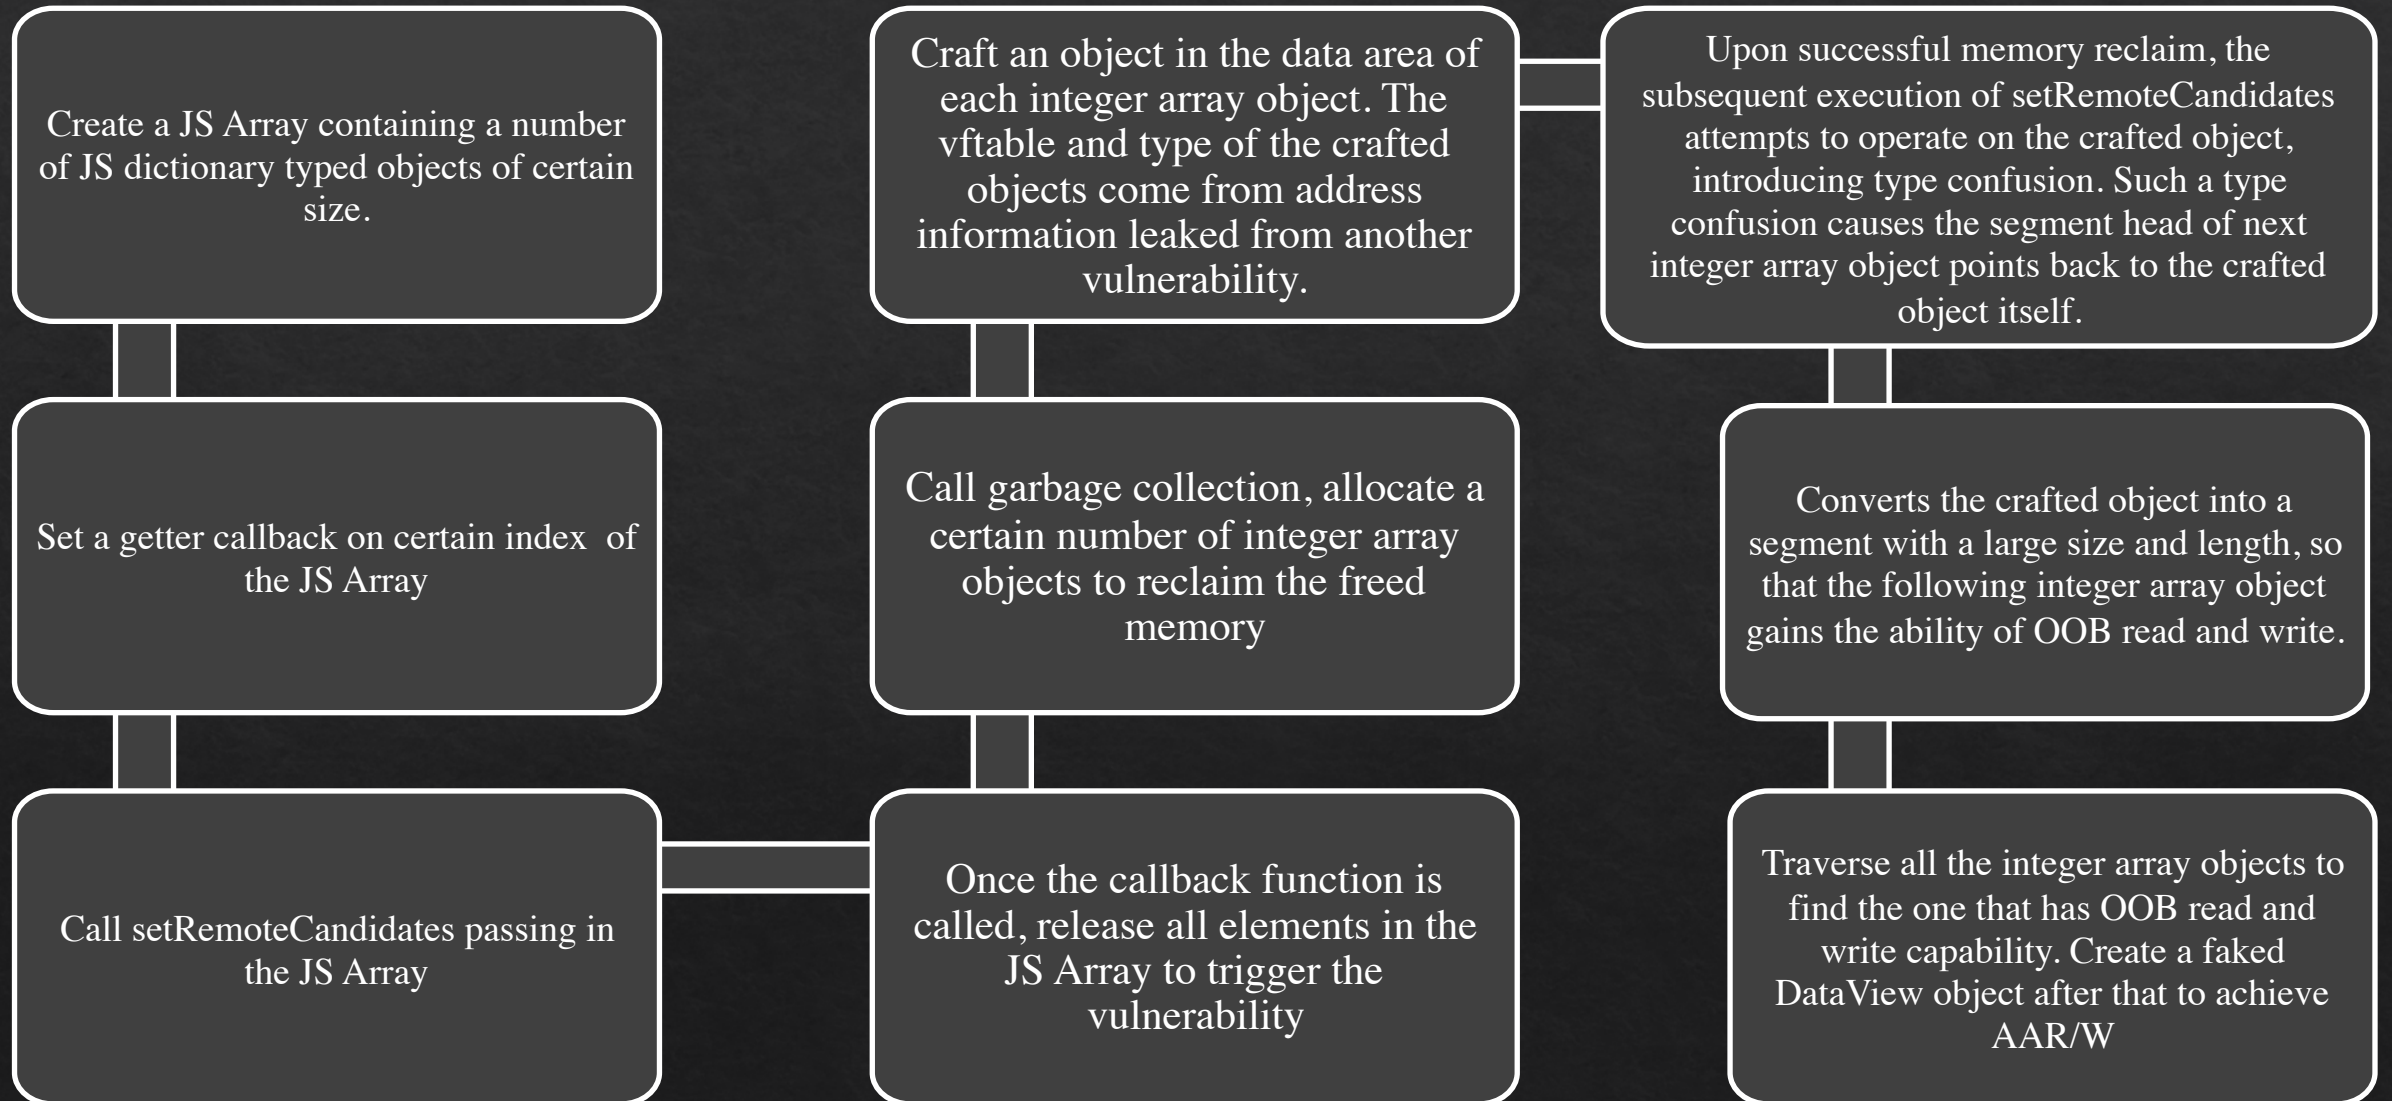 Create a JS Array containing a number
of JS dictionary typed objects of certain
size.
Set a getter callback on certain index  of
the JS Array
Call setRemoteCandidates passing in
the JS Array
Once the callback function is
called, release all elements in the
JS Array to trigger the
vulnerability
Call garbage collection, allocate a
certain number of integer array
objects to reclaim the freed
memory
Craft an object in the data area of
each integer array object. The
vftable and type of the crafted
objects come from address
information leaked from another
vulnerability.
Upon successful memory reclaim, the
subsequent execution of setRemoteCandidates
attempts to operate on the crafted object,
introducing type confusion. Such a type
confusion causes the segment head of next
integer array object points back to the crafted
object itself.
Converts the crafted object into a
segment with a large size and length, so
that the following integer array object
gains the ability of OOB read and write.
Traverse all the integer array objects to
find the one that has OOB read and
write capability. Create a faked
DataView object after that to achieve
AAR/W